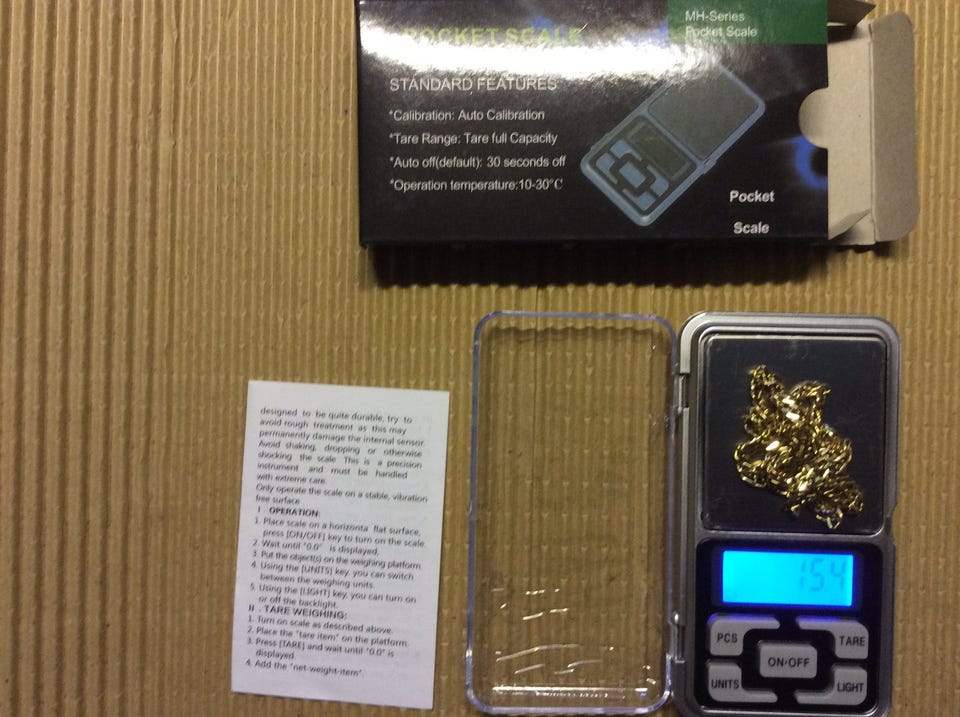 POCKET SCALE
MH-Series
Pocket Scale
STANDARD FEATURES
*Calibration: Auto Calibration
*Tare Range: Tare full Capacity
*Auto off(default): 30 seconds off
*Operation temperature:10-30°C
Pocket
Scale
designed to be quite durable, try to
avoid rough treatment as this may
permanently damage the internal sensor
Avoid shaking, dropping or otherwise
shocking the scale This is a precision
instrument and must be handled
with extreme care.
Only operate the scale on a stable, vibration
free surface
I . OPERATION:
1. Place scale on a horizonta flat surface,
press [ON/OFF] key to turn on the scale
2. Wait until "0.0" is displayed,
3. Put the object(s) on the weighing platform.
4. Using the [UNITS] key, you can switch
between the weighing units.
5. Using the [LIGHT] key, you can turn on
or off the backlight.
II . TARE WEIGHING:
1. Turn on scale as described above.
2. Place the "tare item" on the platform.
3. Press [TARE] and wait until "0.0" is
displayed.
4. Add the "net-weight-item"
PCS
TARE
ON·OFF
UNITS
LIGHT